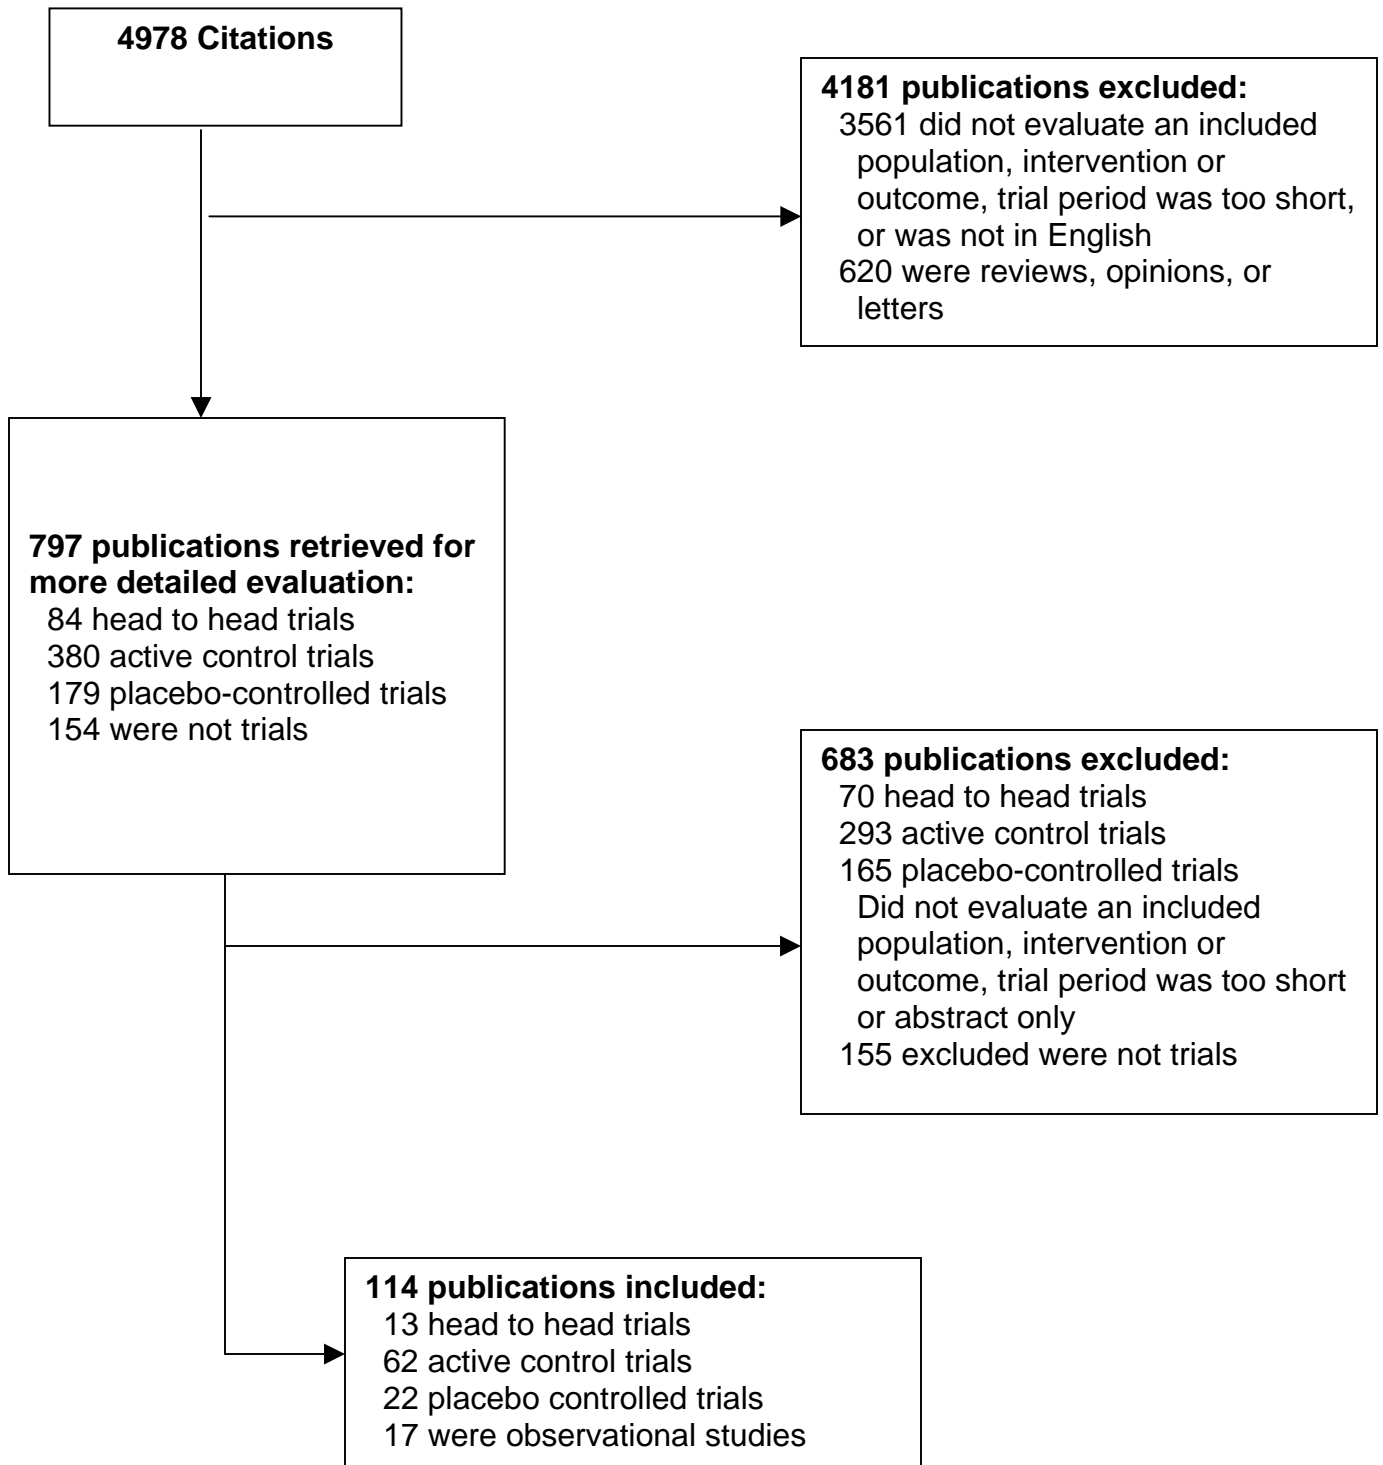 4978 Citations
4181 publications excluded:
3561 did not evaluate an included
population, intervention or
outcome, trial period was too short,
or was not in English
620 were reviews, opinions, or
letters
797 publications retrieved for
more detailed evaluation:
84 head to head trials
380 active control trials
179 placebo-controlled trials
154 were not trials
683 publications excluded:
70 head to head trials
293 active control trials
165 placebo-controlled trials
Did not evaluate an included
population, intervention or
outcome, trial period was too short
or abstract only
155 excluded were not trials
114 publications included:
13 head to head trials
62 active control trials
22 placebo controlled trials
17 were observational studies